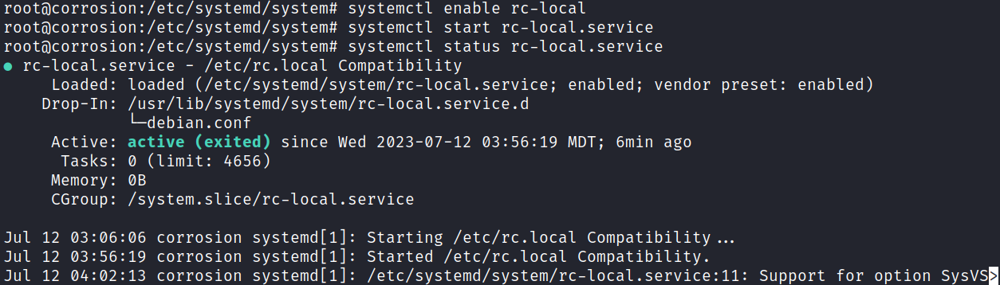 root@corrosion:/etc/systemd/system# systemctl enable rc-local
root@corrosion:/etc/systemd/system# systemctl start rc-local.service
root@corrosion:/etc/systemd/system# systemctl status rc-local.service
● rc-local.service - /etc/rc.local Compatibility
     Loaded: loaded (/etc/systemd/system/rc-local.service; enabled; vendor preset: enabled)
    Drop-In: /usr/lib/systemd/system/rc-local.service.d
             └─debian.conf
     Active: active (exited) since Wed 2023-07-12 03:56:19 MDT; 6min ago
      Tasks: 0 (limit: 4656)
     Memory: 0B
     CGroup: /system.slice/rc-local.service

Jul 12 03:06:06 corrosion systemd[1]: Starting /etc/rc.local Compatibility...
Jul 12 03:56:19 corrosion systemd[1]: Started /etc/rc.local Compatibility.
Jul 12 04:02:13 corrosion systemd[1]: /etc/systemd/system/rc-local.service:11: Support for option SysVS>